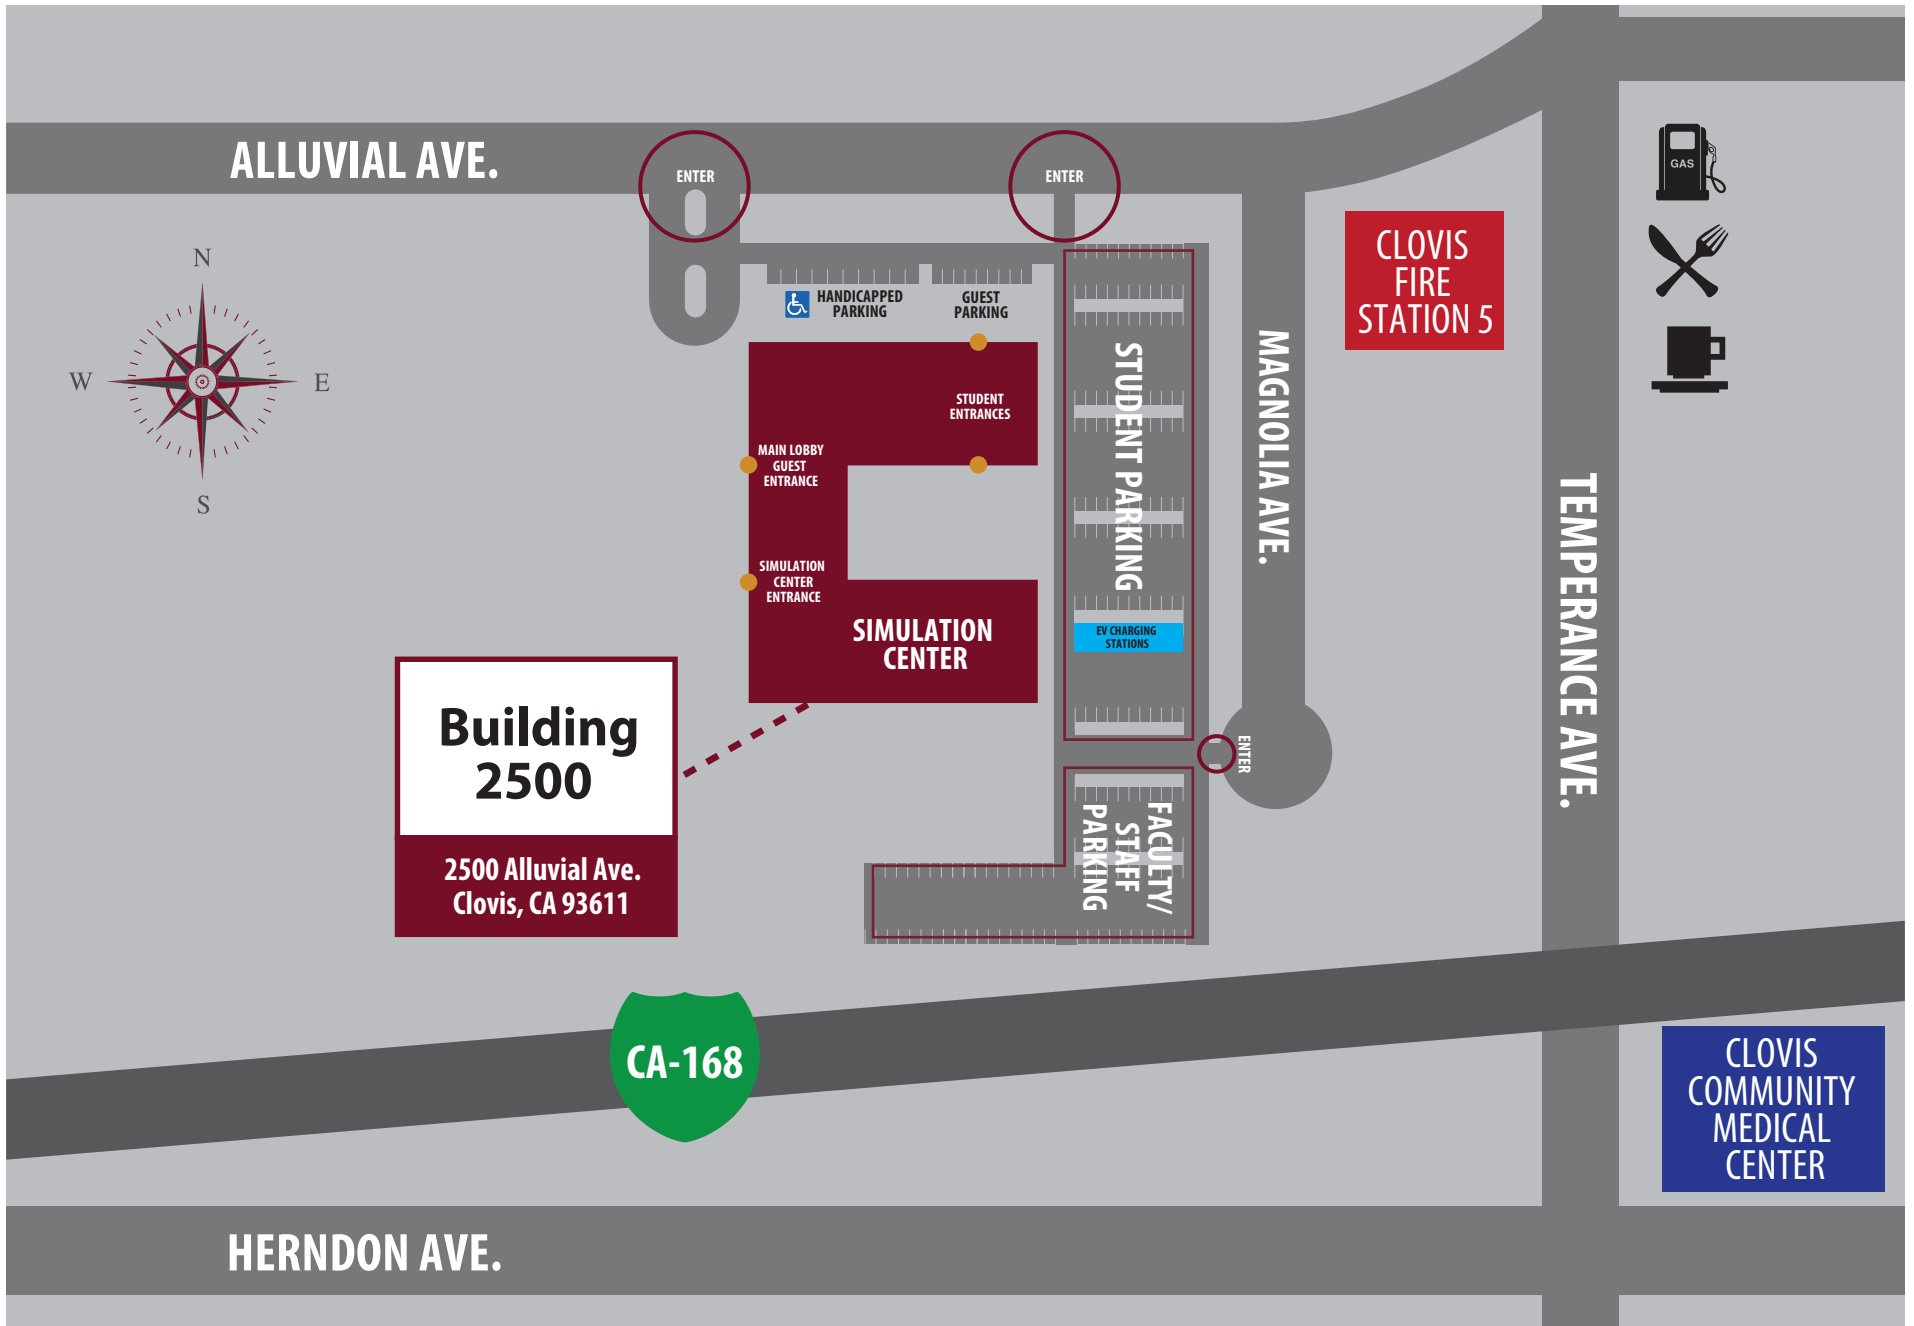 ALLUVIAL AVE.
ENTER
ENTER
GAS
CLOVIS
FIRE
STATION 5
N
W
E
S
HANDICAPPED
PARKING
GUEST
PARKING
STUDENT
ENTRANCES
MAIN LOBBY
GUEST
ENTRANCE
SIMULATION
CENTER
ENTRANCE
SIMULATION
CENTER
STUDENT PARKING
EV CHARGING
STATIONS
MAGNOLIA AVE.
TEMPERANCE AVE.
ENTER
FACULTY/
STAFF
PARKING
Building
2500
2500 Alluvial Ave.
Clovis, CA 93611
CA-168
CLOVIS
COMMUNITY
MEDICAL
CENTER
HERNDON AVE.